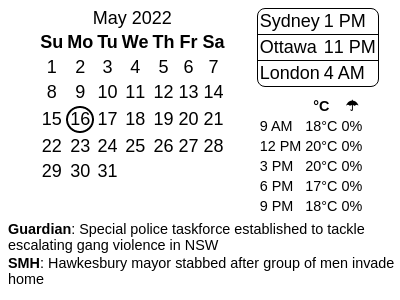 May 2022
Su Mo Tu We Th Fr Sa
1 2 3 4 5 6 7
8 9 10 11 12 13 14
15 16 17 18 19 20 21
22 23 24 25 26 27 28
29 30 31
Sydney 1 PM
Ottawa 11 PM
London 4 AM
°C ☂
9 AM 18°C 0%
12 PM 20°C 0%
3 PM 20°C 0%
6 PM 17°C 0%
9 PM 18°C 0%
Guardian: Special police taskforce established to tackle
escalating gang violence in NSW
SMH: Hawkesbury mayor stabbed after group of men invade
home